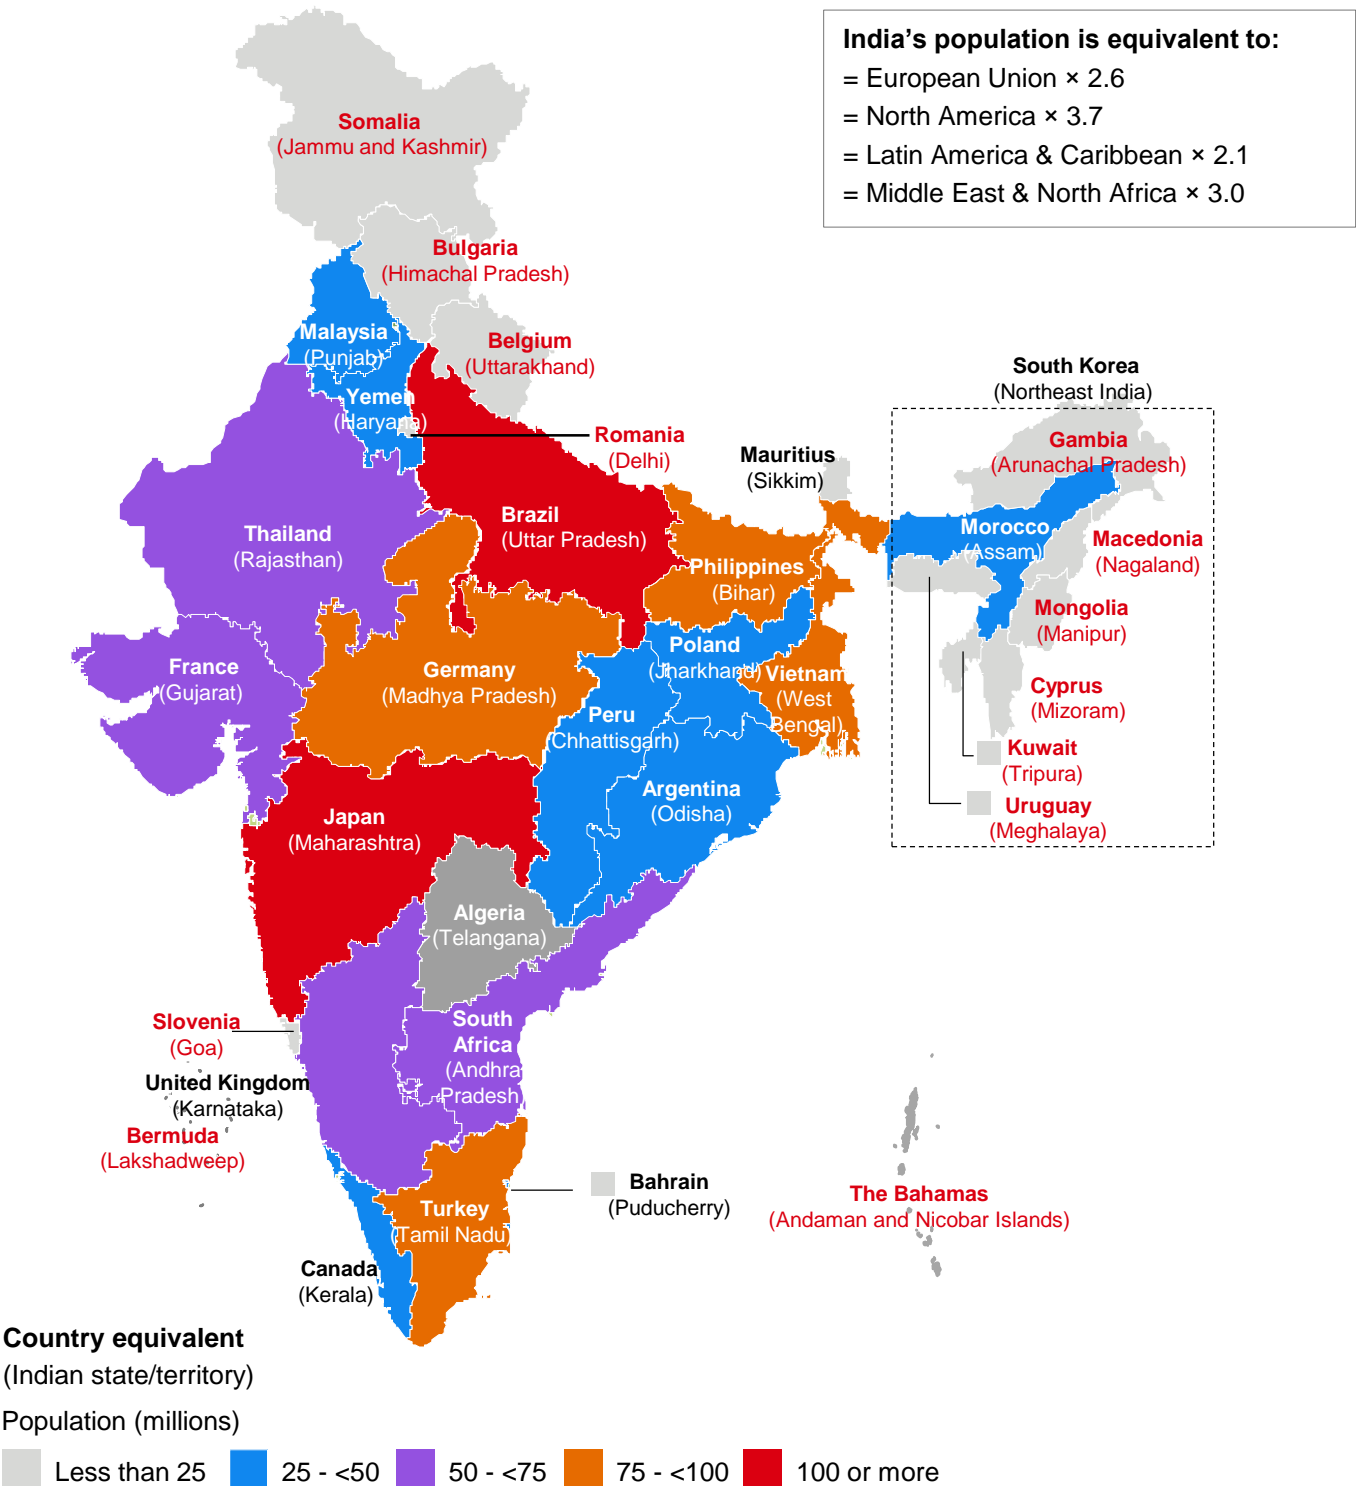 India's population is equivalent to:
= European Union × 2.6
= North America × 3.7
= Latin America & Caribbean × 2.1
= Middle East & North Africa × 3.0
Somalia
(Jammu and Kashmir)
Bulgaria
(Himachal Pradesh)
Malaysia
(Punjab)
Belgium
(Uttarakhand)
Yemen
(Haryana)
Romania
(Delhi)
South Korea
(Northeast India)
Mauritius
(Sikkim)
Gambia
(Arunachal Pradesh)
Thailand
(Rajasthan)
Brazil
(Uttar Pradesh)
Philippines
(Bihar)
Morocco
(Assam)
Macedonia
(Nagaland)
Mongolia
(Manipur)
France
(Gujarat)
Germany
(Madhya Pradesh)
Poland
(Jharkhand)
Vietnam
(West
Bengal)
Peru
(Chhattisgarh)
Cyprus
(Mizoram)
Kuwait
(Tripura)
Uruguay
(Meghalaya)
Argentina
(Odisha)
Japan
(Maharashtra)
Algeria
(Telangana)
South
Africa
(Andhra
Pradesh)
Slovenia
(Goa)
United Kingdom
(Karnataka)
Bermuda
(Lakshadweep)
Bahrain
(Puducherry)
The Bahamas
(Andaman and Nicobar Islands)
Turkey
(Tamil Nadu)
Canada
(Kerala)
Country equivalent
(Indian state/territory)
Population (millions)
Less than 25
25 - <50
50 - <75
75 - <100
100 or more